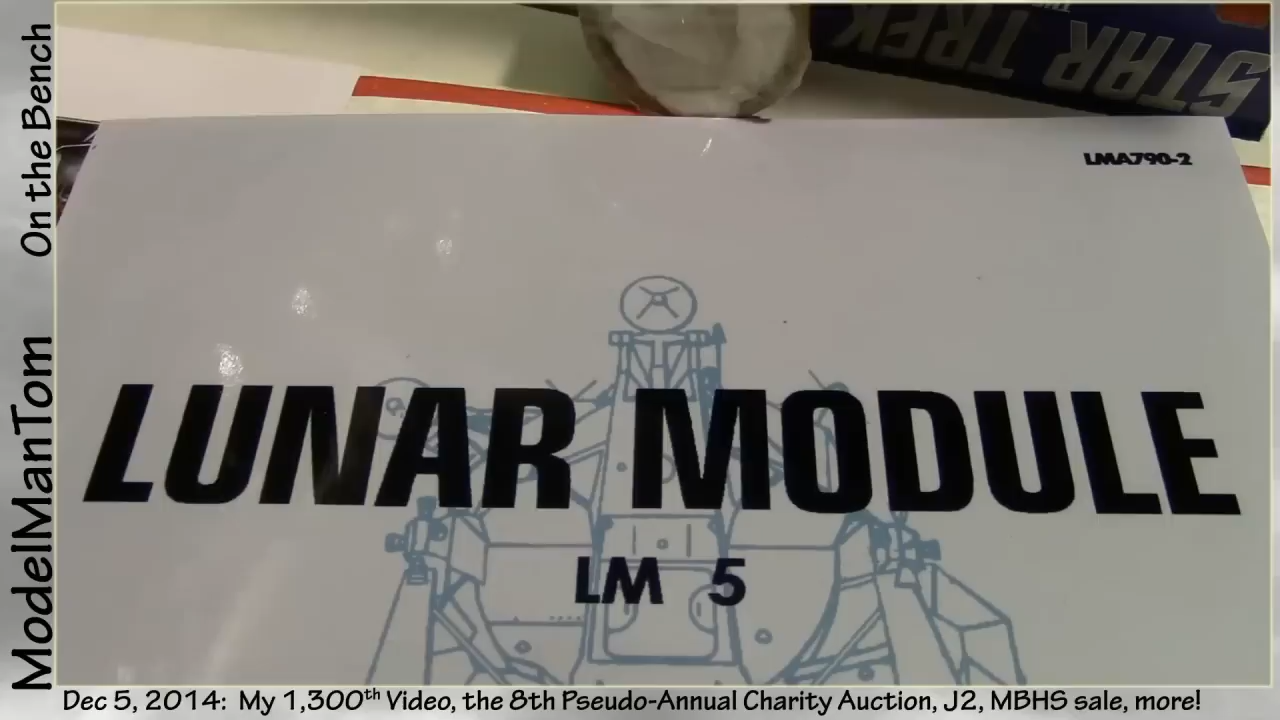 On the Bench
ModelManTom
STAR TREK
LMA790-2
LUNAR MODULE
LM 5
Dec 5, 2014: My 1,300th Video, the 8th Pseudo-Annual Charity Auction, J2, MBHS sale, more!